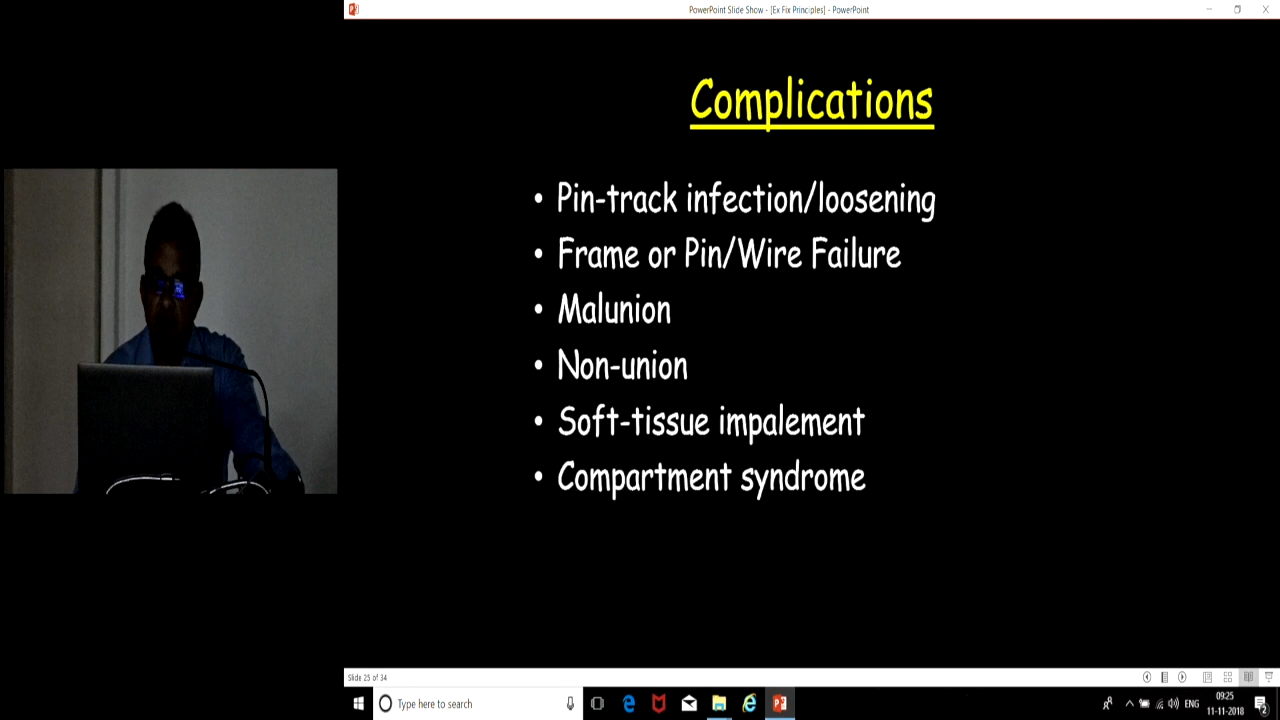 PowerPoint Slide Show - [Ex Fix Principles] - PowerPoint
Complications
• Pin-track infection/loosening
• Frame or Pin/Wire Failure
• Malunion
• Non-union
• Soft-tissue impalement
• Compartment syndrome
Slide 25 of 34
Type here to search
ENG
09:25
11-11-2018
2